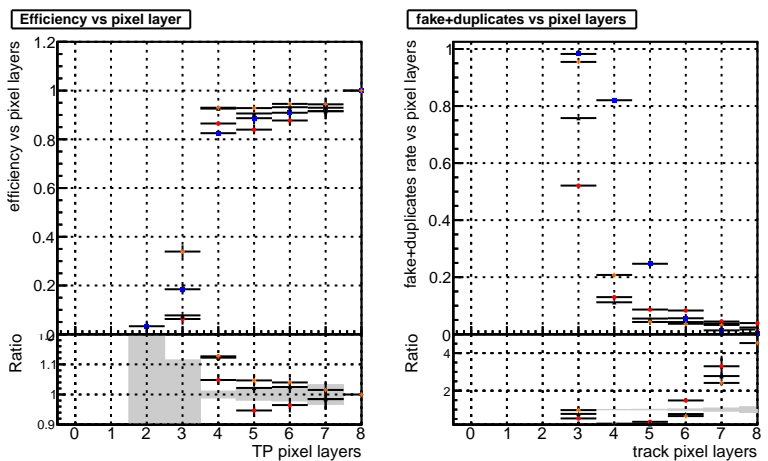 Efficiency vs pixel layer
efficiency vs pixel layers
1.2
1
0.8
0.6
0.4
0.2
0
Ratio
1.2
1.1
1
0.9
0 1 2 3 4 5 6 7 8
TP pixel layers
fake+duplicates vs pixel layers
fake+duplicates rate vs pixel layers
1
0.8
0.6
0.4
0.2
0
Ratio
4
2
0 1 2 3 4 5 6 7 8
track pixel layers